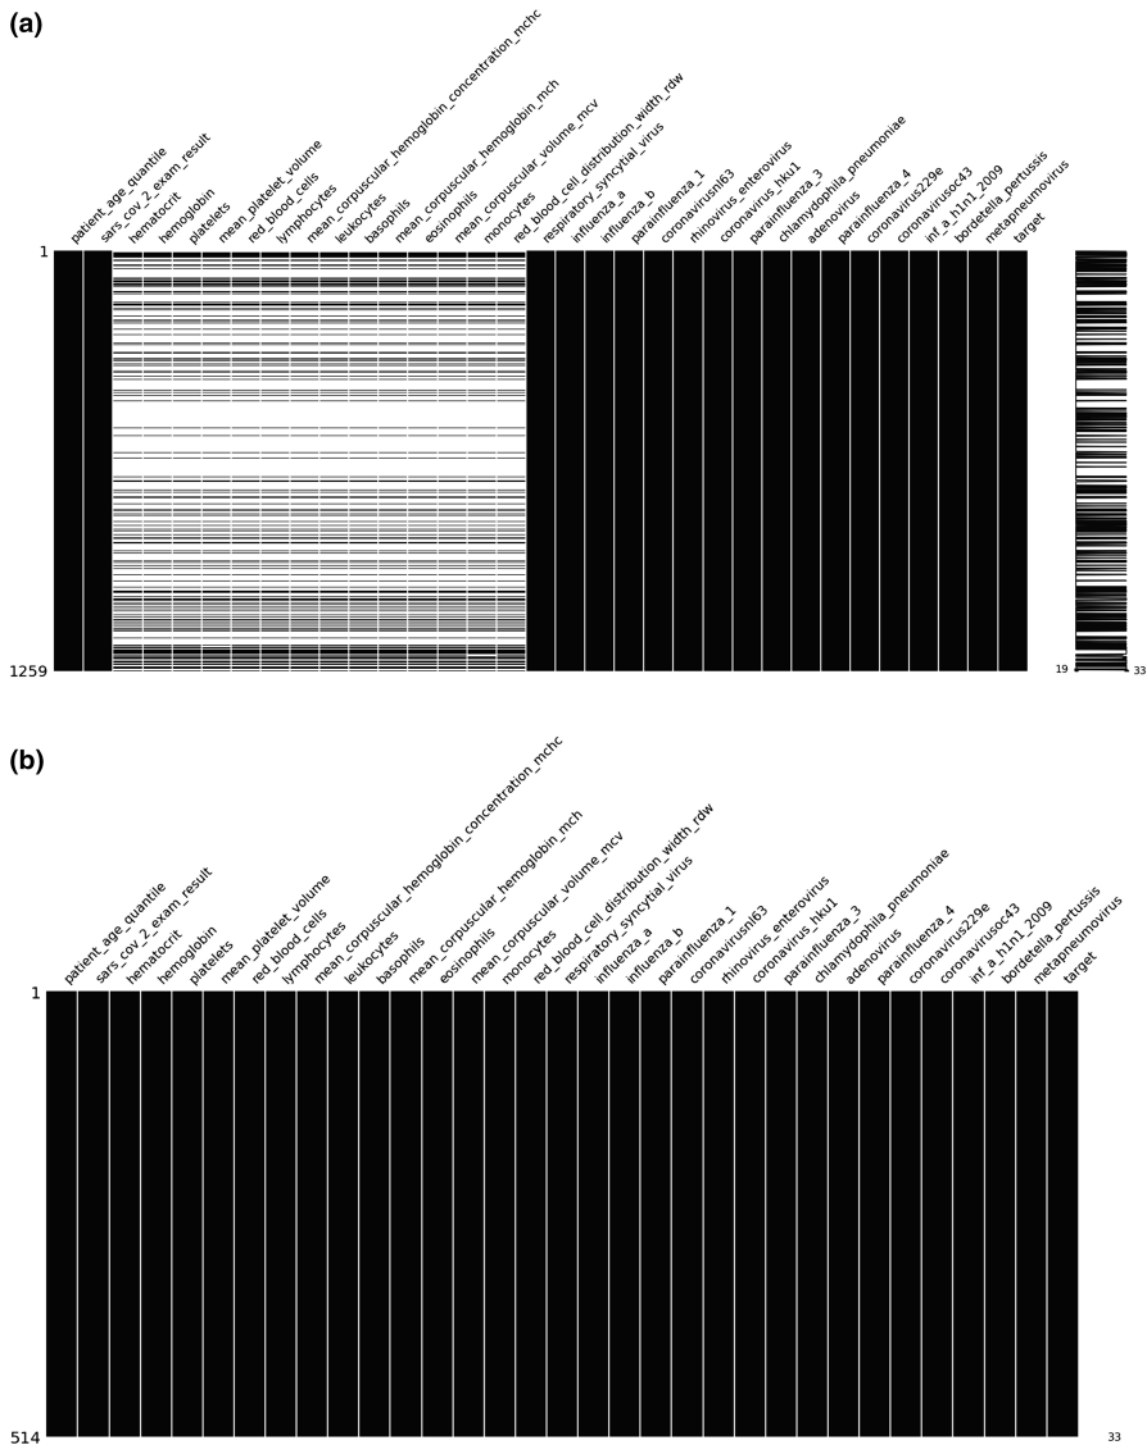 (a)
patient_age_quantile
sars_cov_2_exam_result
hematocrit
hemoglobin
platelets
mean_platelet_volume
red_blood_cells
lymphocytes
mean_corpuscular_hemoglobin_concentration_mchc
leukocytes
basophils
mean_corpuscular_hemoglobin_mch
eosinophils
mean_corpuscular_volume_mcv
monocytes
red_blood_cell_distribution_width_rdw
respiratory_syncytial_virus
influenza_a
influenza_b
parainfluenza_1
coronavirusnl63
rhinovirus_enterovirus
coronavirus_hku1
parainfluenza_3
chlamydophila_pneumoniae
adenovirus
parainfluenza_4
coronavirus229e
coronavirusoc43
inf_a_h1n1_2009
bordetella_pertussis
metapneumovirus
target
1
1259
19
33
(b)
patient_age_quantile
sars_cov_2_exam_result
hematocrit
hemoglobin
platelets
mean_platelet_volume
red_blood_cells
lymphocytes
mean_corpuscular_hemoglobin_concentration_mchc
leukocytes
basophils
mean_corpuscular_hemoglobin_mch
eosinophils
mean_corpuscular_volume_mcv
monocytes
red_blood_cell_distribution_width_rdw
respiratory_syncytial_virus
influenza_a
influenza_b
parainfluenza_1
coronavirusnl63
rhinovirus_enterovirus
coronavirus_hku1
parainfluenza_3
chlamydophila_pneumoniae
adenovirus
parainfluenza_4
coronavirus229e
coronavirusoc43
inf_a_h1n1_2009
bordetella_pertussis
metapneumovirus
target
1
514
33